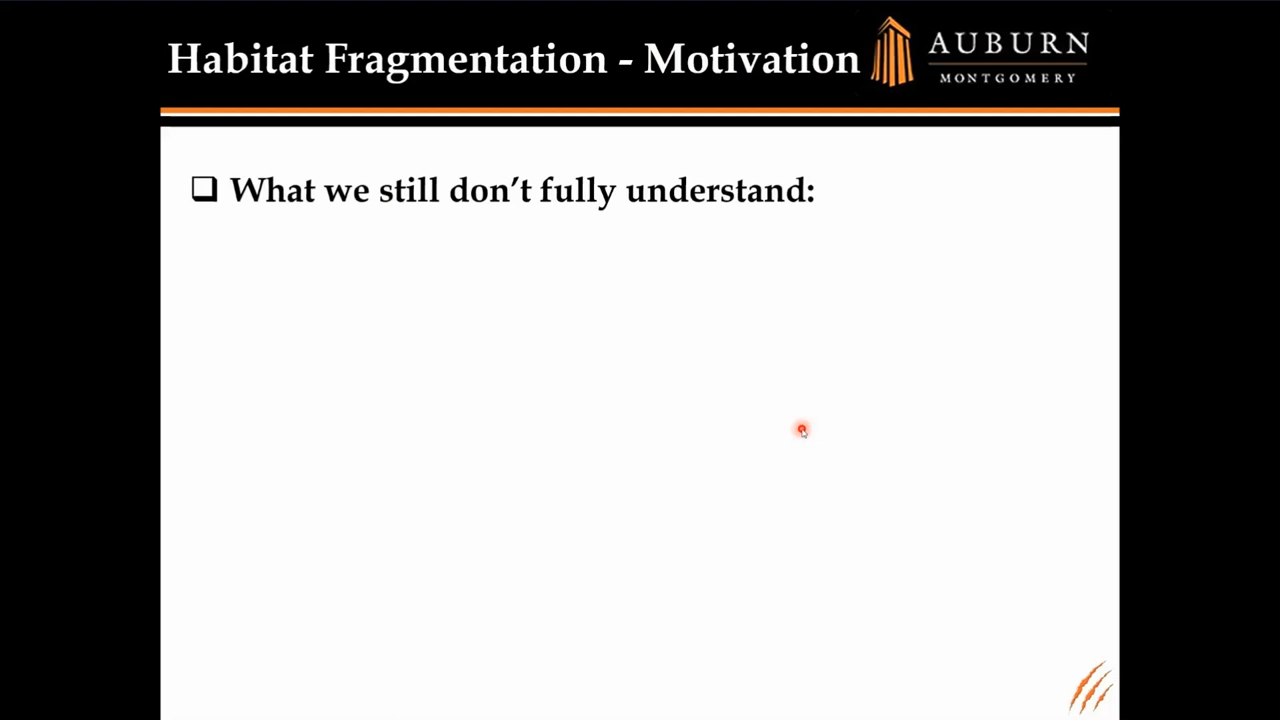 Habitat Fragmentation - Motivation
AUBURN
MONTGOMERY
What we still don’t fully understand: